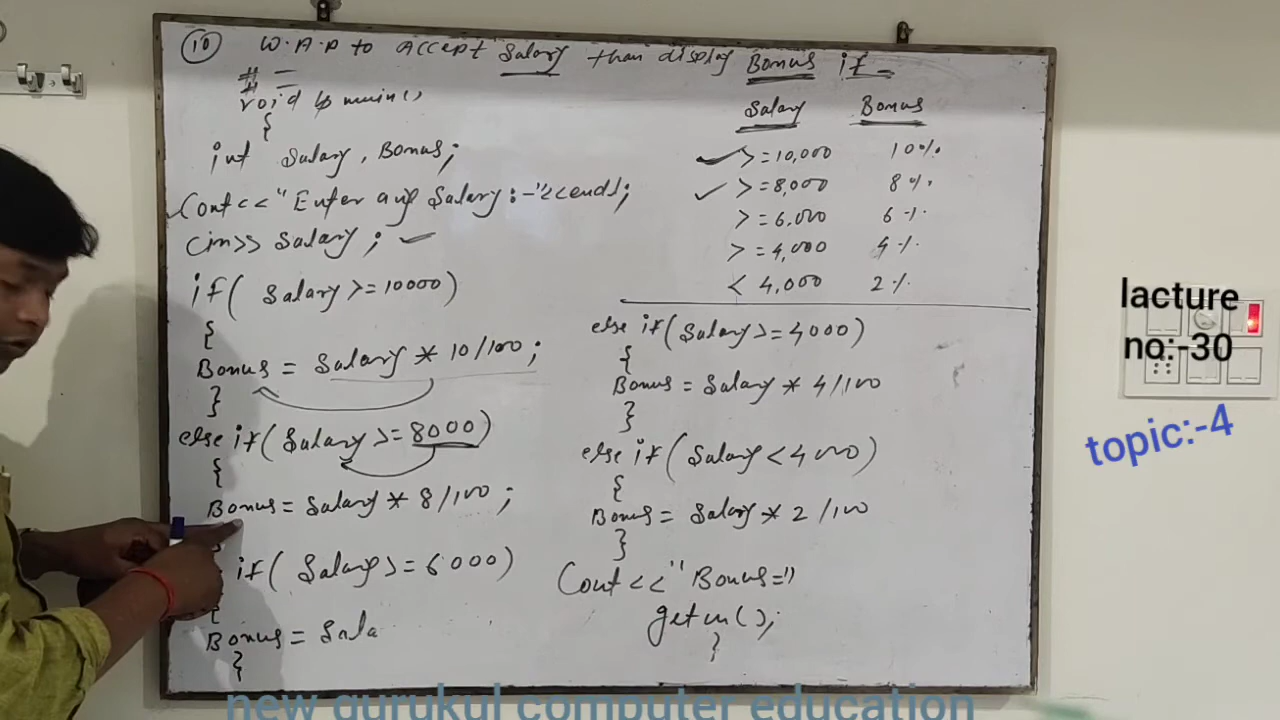 10 W.A.P to Accept Salary than display Bonus if_
# —
# —
void main()
{
int Salary, Bonus;
Cout<<"Enter any Salary:-"<<endl;
Cin>> Salary;
if( Salary >=10000)
{
Bonus = Salary * 10/100;
}
else if( Salary >= 8000)
{
Bonus = Salary * 8/100;
if( Salary >= 6000)
{
Bonus = Sala
}
Salary Bonus
>=10,000 10%
>=8,000 8%
>=6,000 6%
>=4,000 4%
< 4,000 2%
else if( Salary >= 4000)
{
Bonus = Salary * 4/100
}
else if( Salary < 4000)
{
Bonus = Salary * 2/100
}
Cout<<"Bonus="
();
}
lacture
no:-30
topic:-4
new gurukul computer education